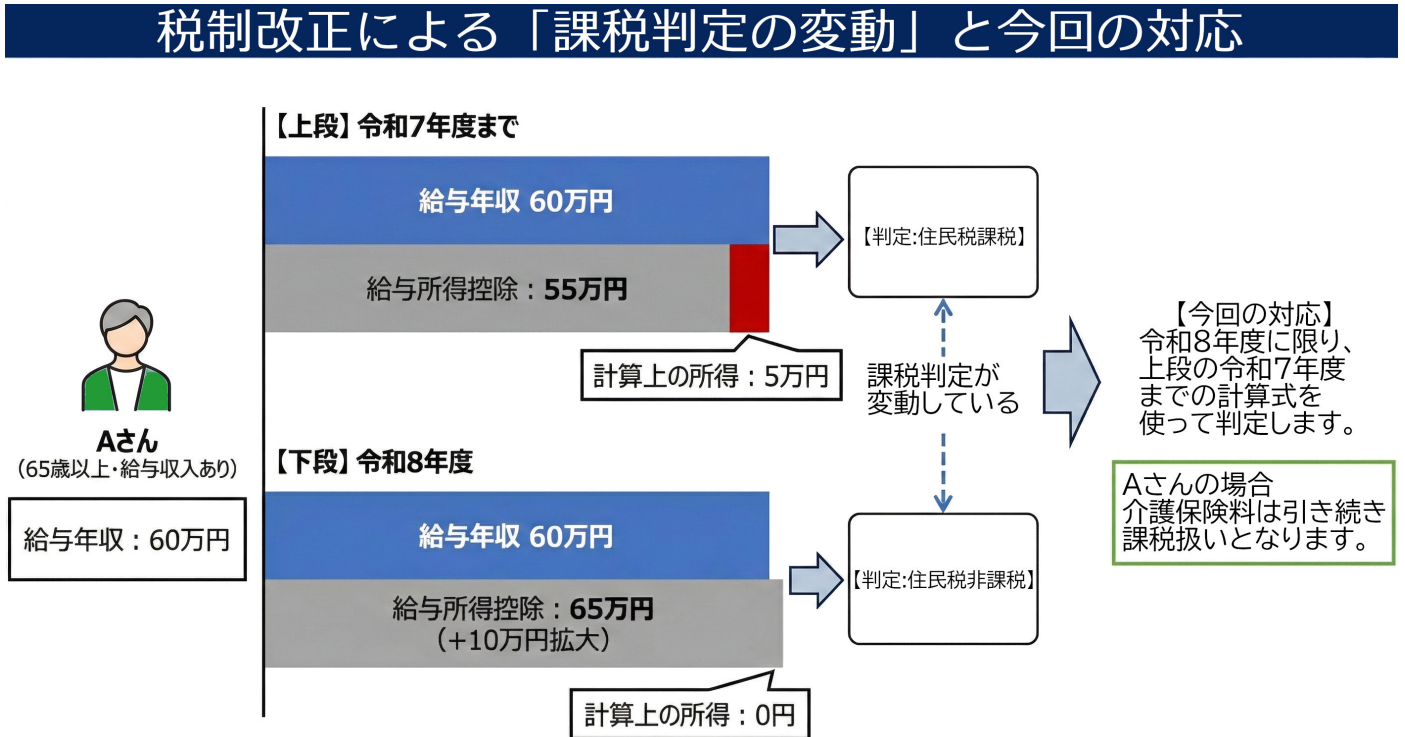 税制改正による「課税判定の変動」と今回の対応
【上段】令和7年度まで
給与年収 60万円
給与所得控除：55万円
計算上の所得：5万円
【判定:住民税課税】
Aさん
（65歳以上・給与収入あり）
給与年収：60万円
課税判定が
変動している
【下段】令和8年度
給与年収 60万円
給与所得控除：65万円
（+10万円拡大）
計算上の所得：0円
【判定:住民税非課税】
【今回の対応】
令和8年度に限り、
上段の令和7年度
までの計算式を
使って判定します。
Aさんの場合
介護保険料は引き続き
課税扱いとなります。